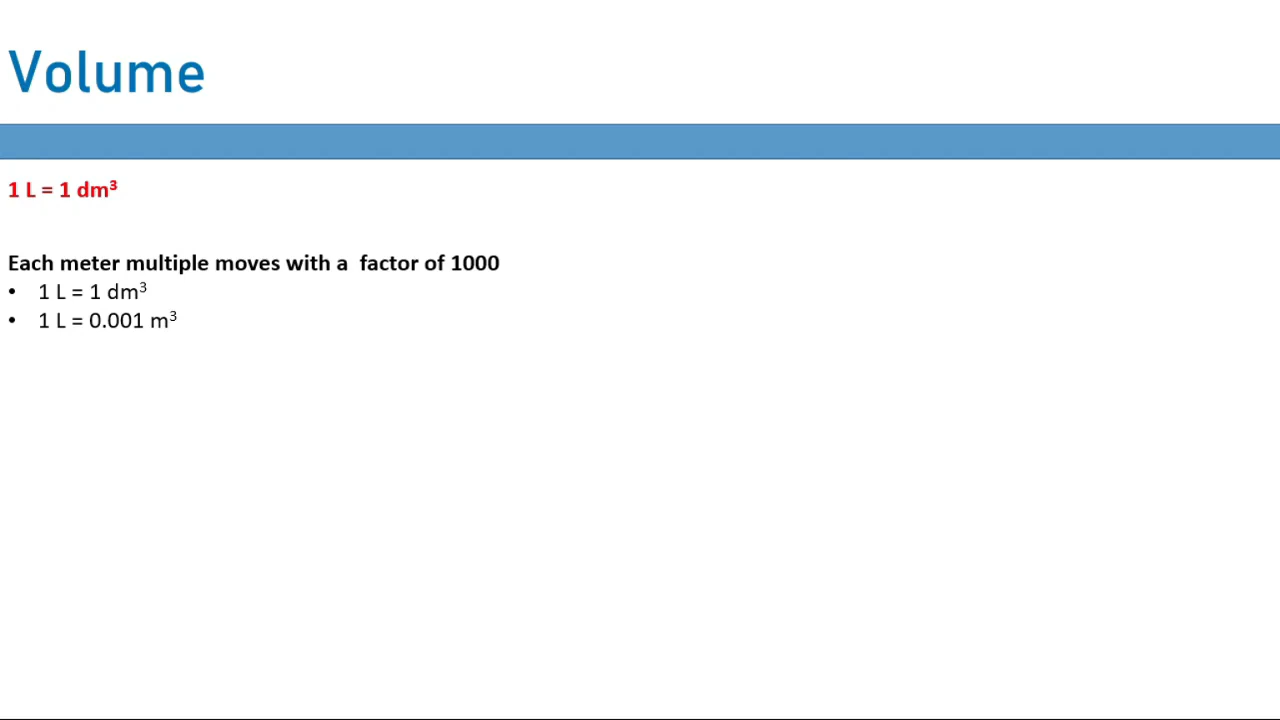 Volume
1 L = 1 dm³
Each meter multiple moves with a  factor of 1000
• 1 L = 1 dm³
• 1 L = 0.001 m³